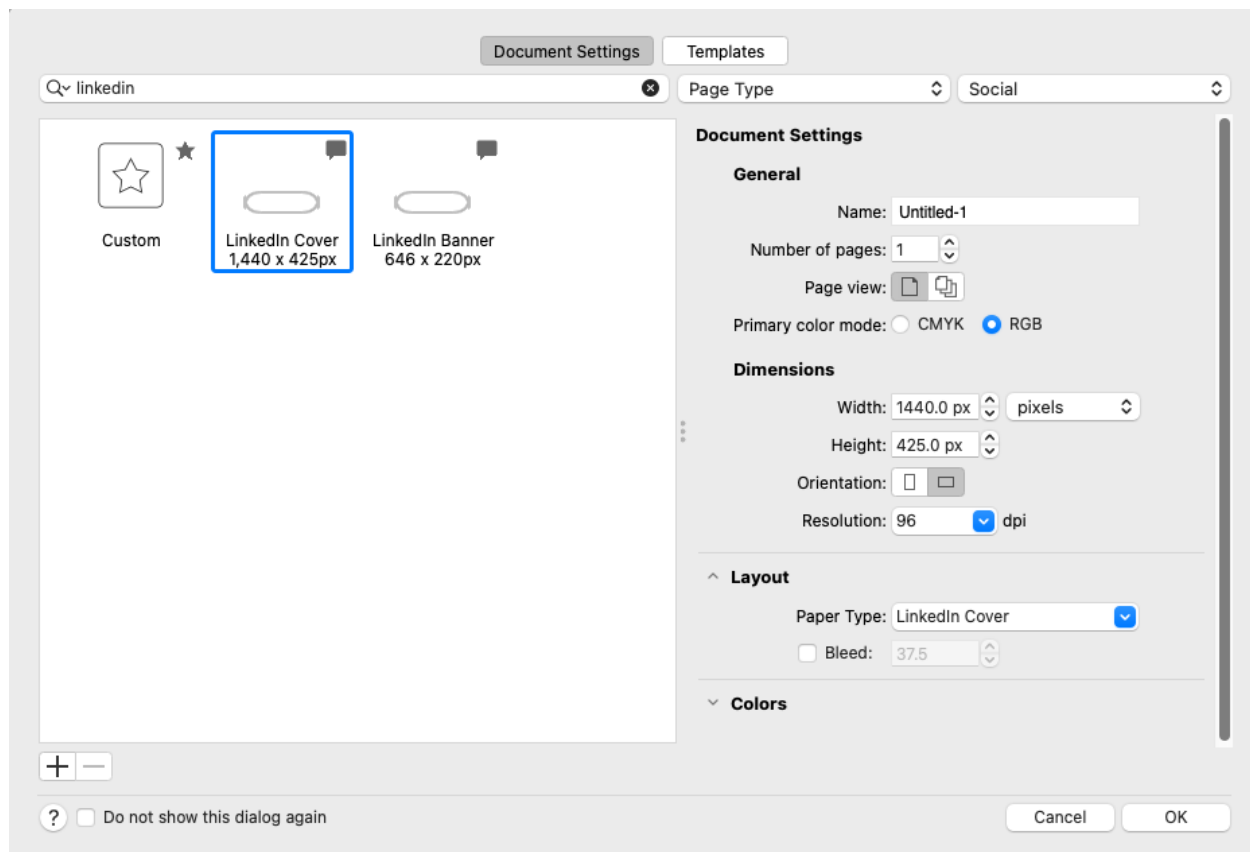 Document Settings
Templates
linkedin
Page Type
Social
Custom
LinkedIn Cover
1,440 x 425px
LinkedIn Banner
646 x 220px
Document Settings
General
Name: Untitled-1
Number of pages: 1
Page view:
Primary color mode: CMYK RGB
Dimensions
Width: 1440.0 px pixels
Height: 425.0 px
Orientation:
Resolution: 96 dpi
Layout
Paper Type: LinkedIn Cover
Bleed: 37.5
Colors
? Do not show this dialog again
Cancel
OK